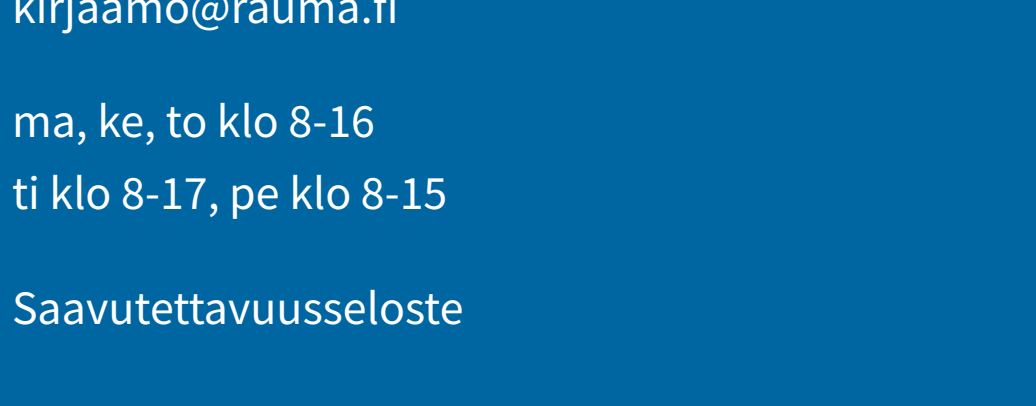 kirjaamo@rauma.fi
ma, ke, to klo 8-16
ti klo 8-17, pe klo 8-15
Saavutettavuusseloste